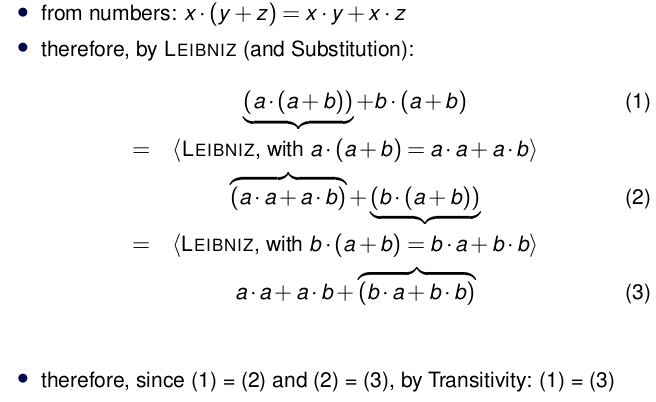 • from numbers: x · (y + z) = x · y + x · z
• therefore, by LEIBNIZ (and Substitution):
(a · (a + b)) + b · (a + b) (1)
= ⟨LEIBNIZ, with a · (a + b) = a · a + a · b⟩
(a · a + a · b) + (b · (a + b)) (2)
= ⟨LEIBNIZ, with b · (a + b) = b · a + b · b⟩
a · a + a · b + (b · a + b · b) (3)
• therefore, since (1) = (2) and (2) = (3), by Transitivity: (1) = (3)